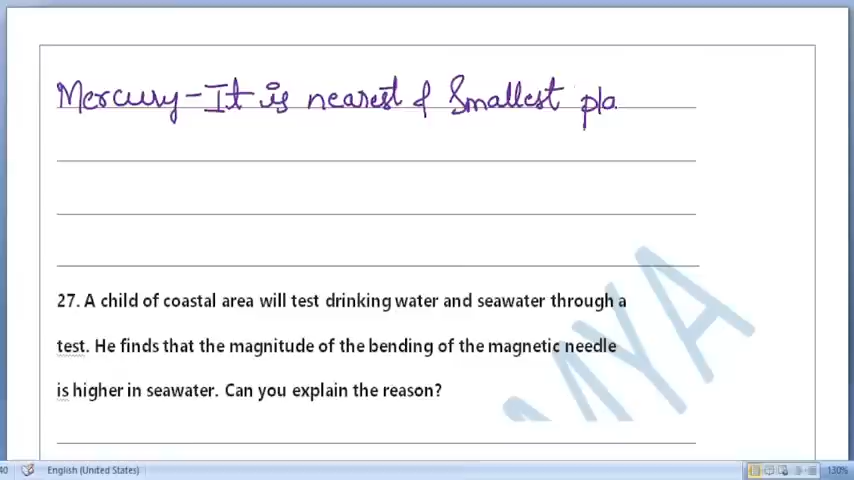 Mercury - It is nearest & Smallest pla
27. A child of coastal area will test drinking water and seawater through a
test. He finds that the magnitude of the bending of the magnetic needle
is higher in seawater. Can you explain the reason?
MYA
40 English (United States) 130%